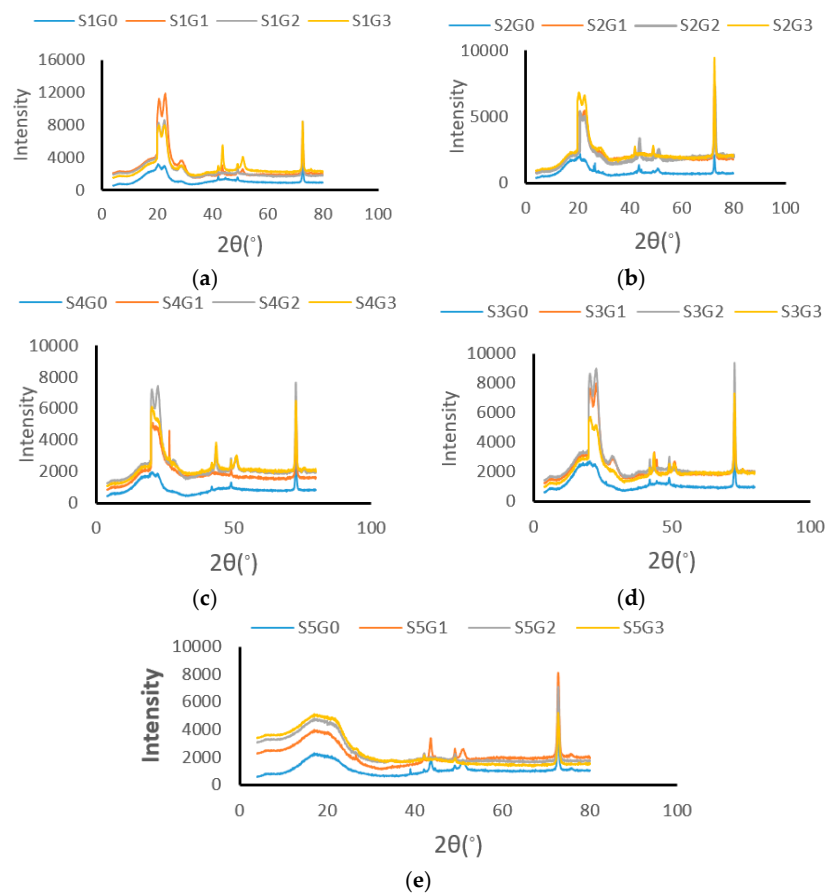 S1G0 S1G1 S1G2 S1G3
16000
12000
8000
4000
0
0 20 40 60 80 100
Intensity
2θ(°)
(a)
S2G0 S2G1 S2G2 S2G3
10000
5000
0
0 20 40 60 80 100
Intensity
2θ(°)
(b)
S4G0 S4G1 S4G2 S4G3
10000
8000
6000
4000
2000
0
0 50 100
Intensity
2θ(°)
(c)
S3G0 S3G1 S3G2 S3G3
10000
8000
6000
4000
2000
0
0 50 100
Intensity
2θ(°)
(d)
S5G0 S5G1 S5G2 S5G3
10000
8000
6000
4000
2000
0
0 20 40 60 80 100
Intensity
2θ(°)
(e)